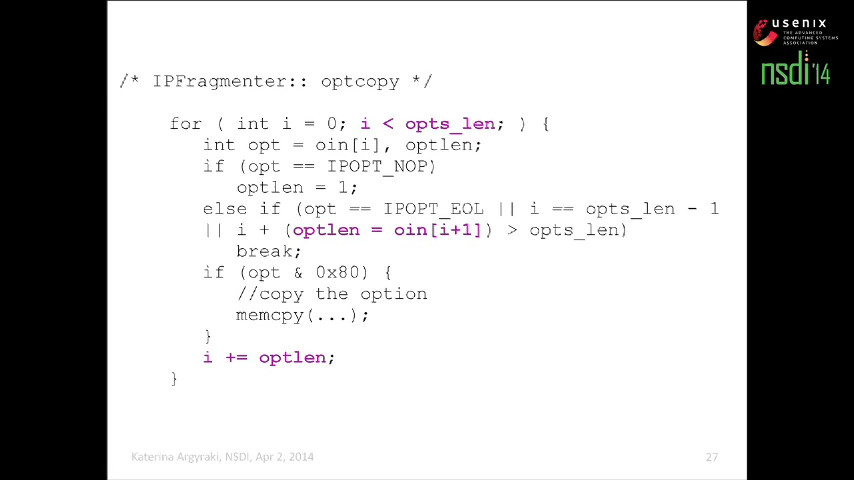 usenix
THE ADVANCED
COMPUTING SYSTEMS
ASSOCIATION
nsdi '14
/* IPFragmenter:: optcopy */
for ( int i = 0; i < opts_len; ) {
int opt = oin[i], optlen;
if (opt == IPOPT_NOP)
optlen = 1;
else if (opt == IPOPT_EOL || i == opts_len - 1
|| i + (optlen = oin[i+1]) > opts_len)
break;
if (opt & 0x80) {
//copy the option
memcpy(...);
}
i += optlen;
}
Katerina Argyraki, NSDI, Apr 2, 2014
27